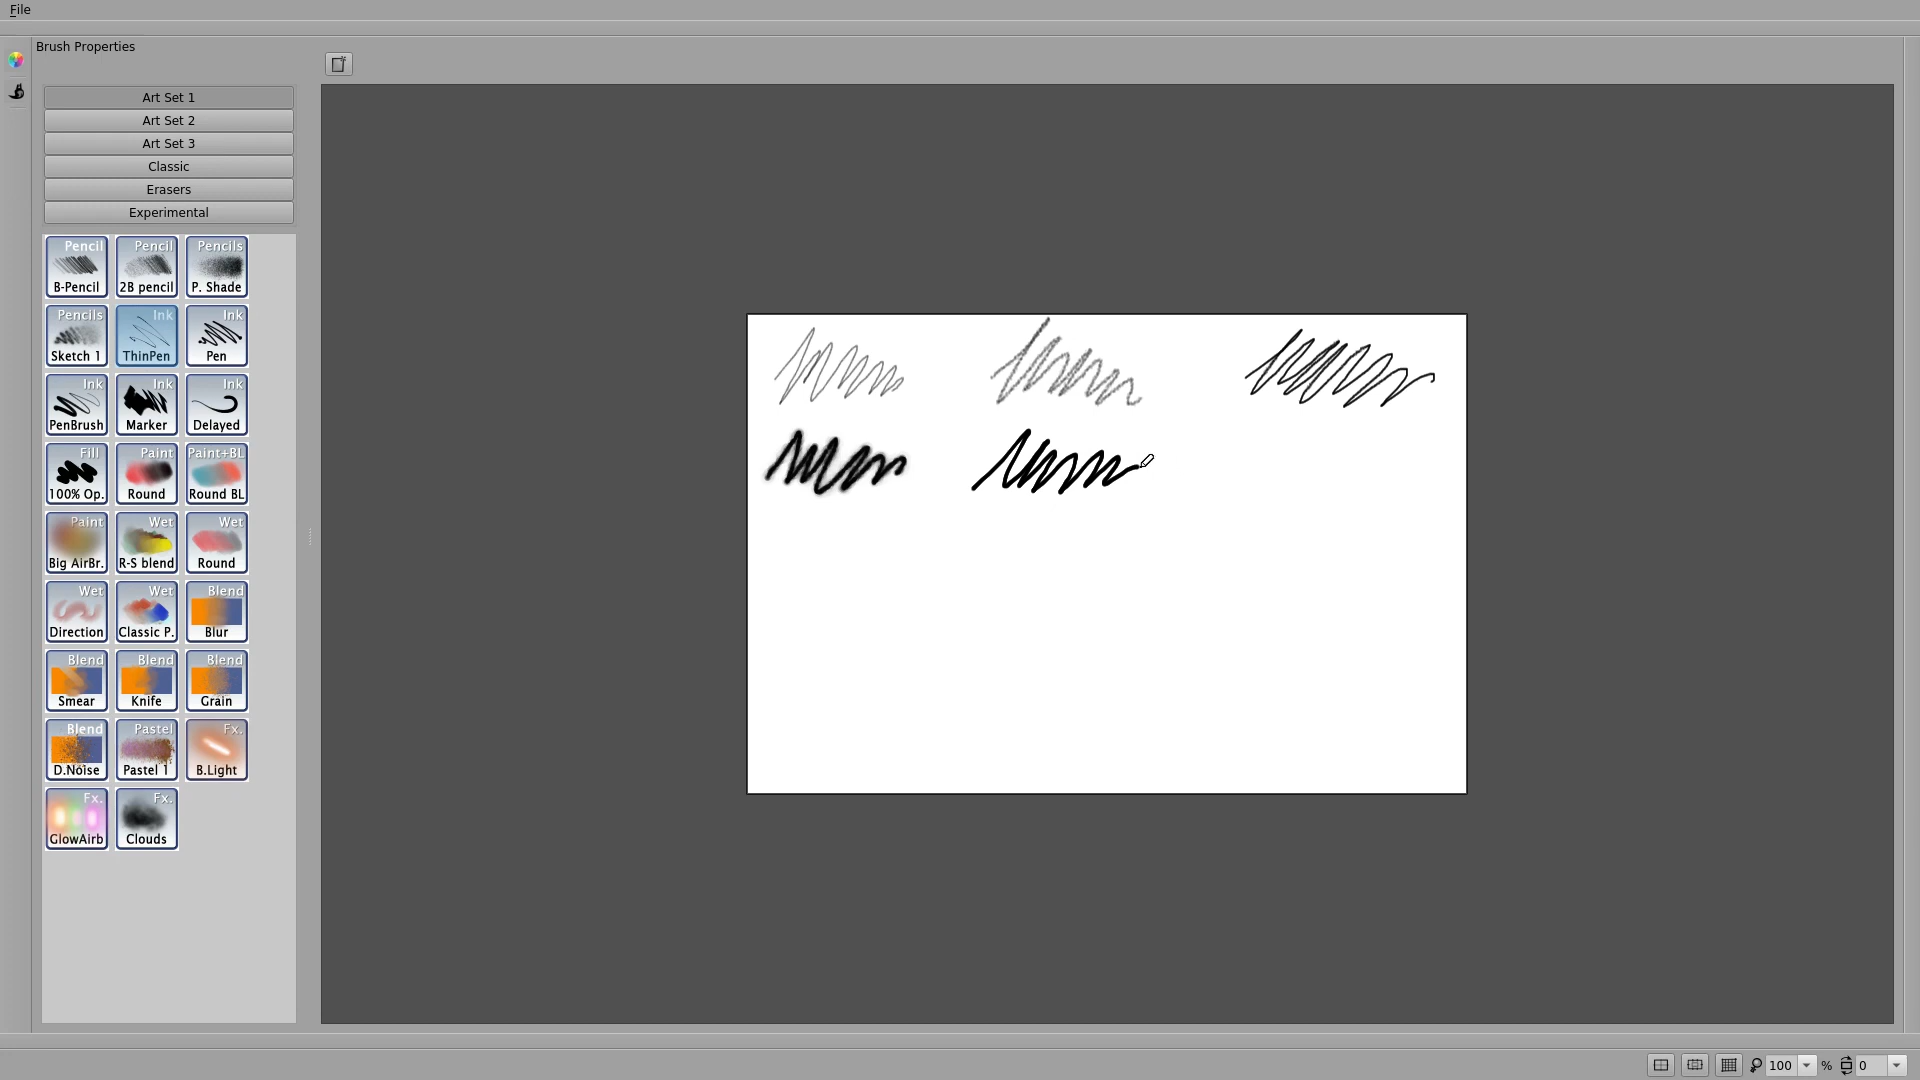 File
Brush Properties
Art Set 1
Art Set 2
Art Set 3
Classic
Erasers
Experimental
Pencil Pencil Pencils
B-Pencil 2B pencil P. Shade
Pencils Ink Ink
Sketch 1 ThinPen Pen
Ink Ink Ink
PenBrush Marker Delayed
Fill Paint Paint+BL
100% Op. Round Round BL
Paint Wet Wet
Big AirBr. R-S blend Round
Wet Wet Blend
Direction Classic P. Blur
Blend Blend Blend
Smear Knife Grain
Blend Pastel Fx.
D.Noise Pastel 1 B.Light
Fx. Fx.
GlowAirb Clouds
100 % 0